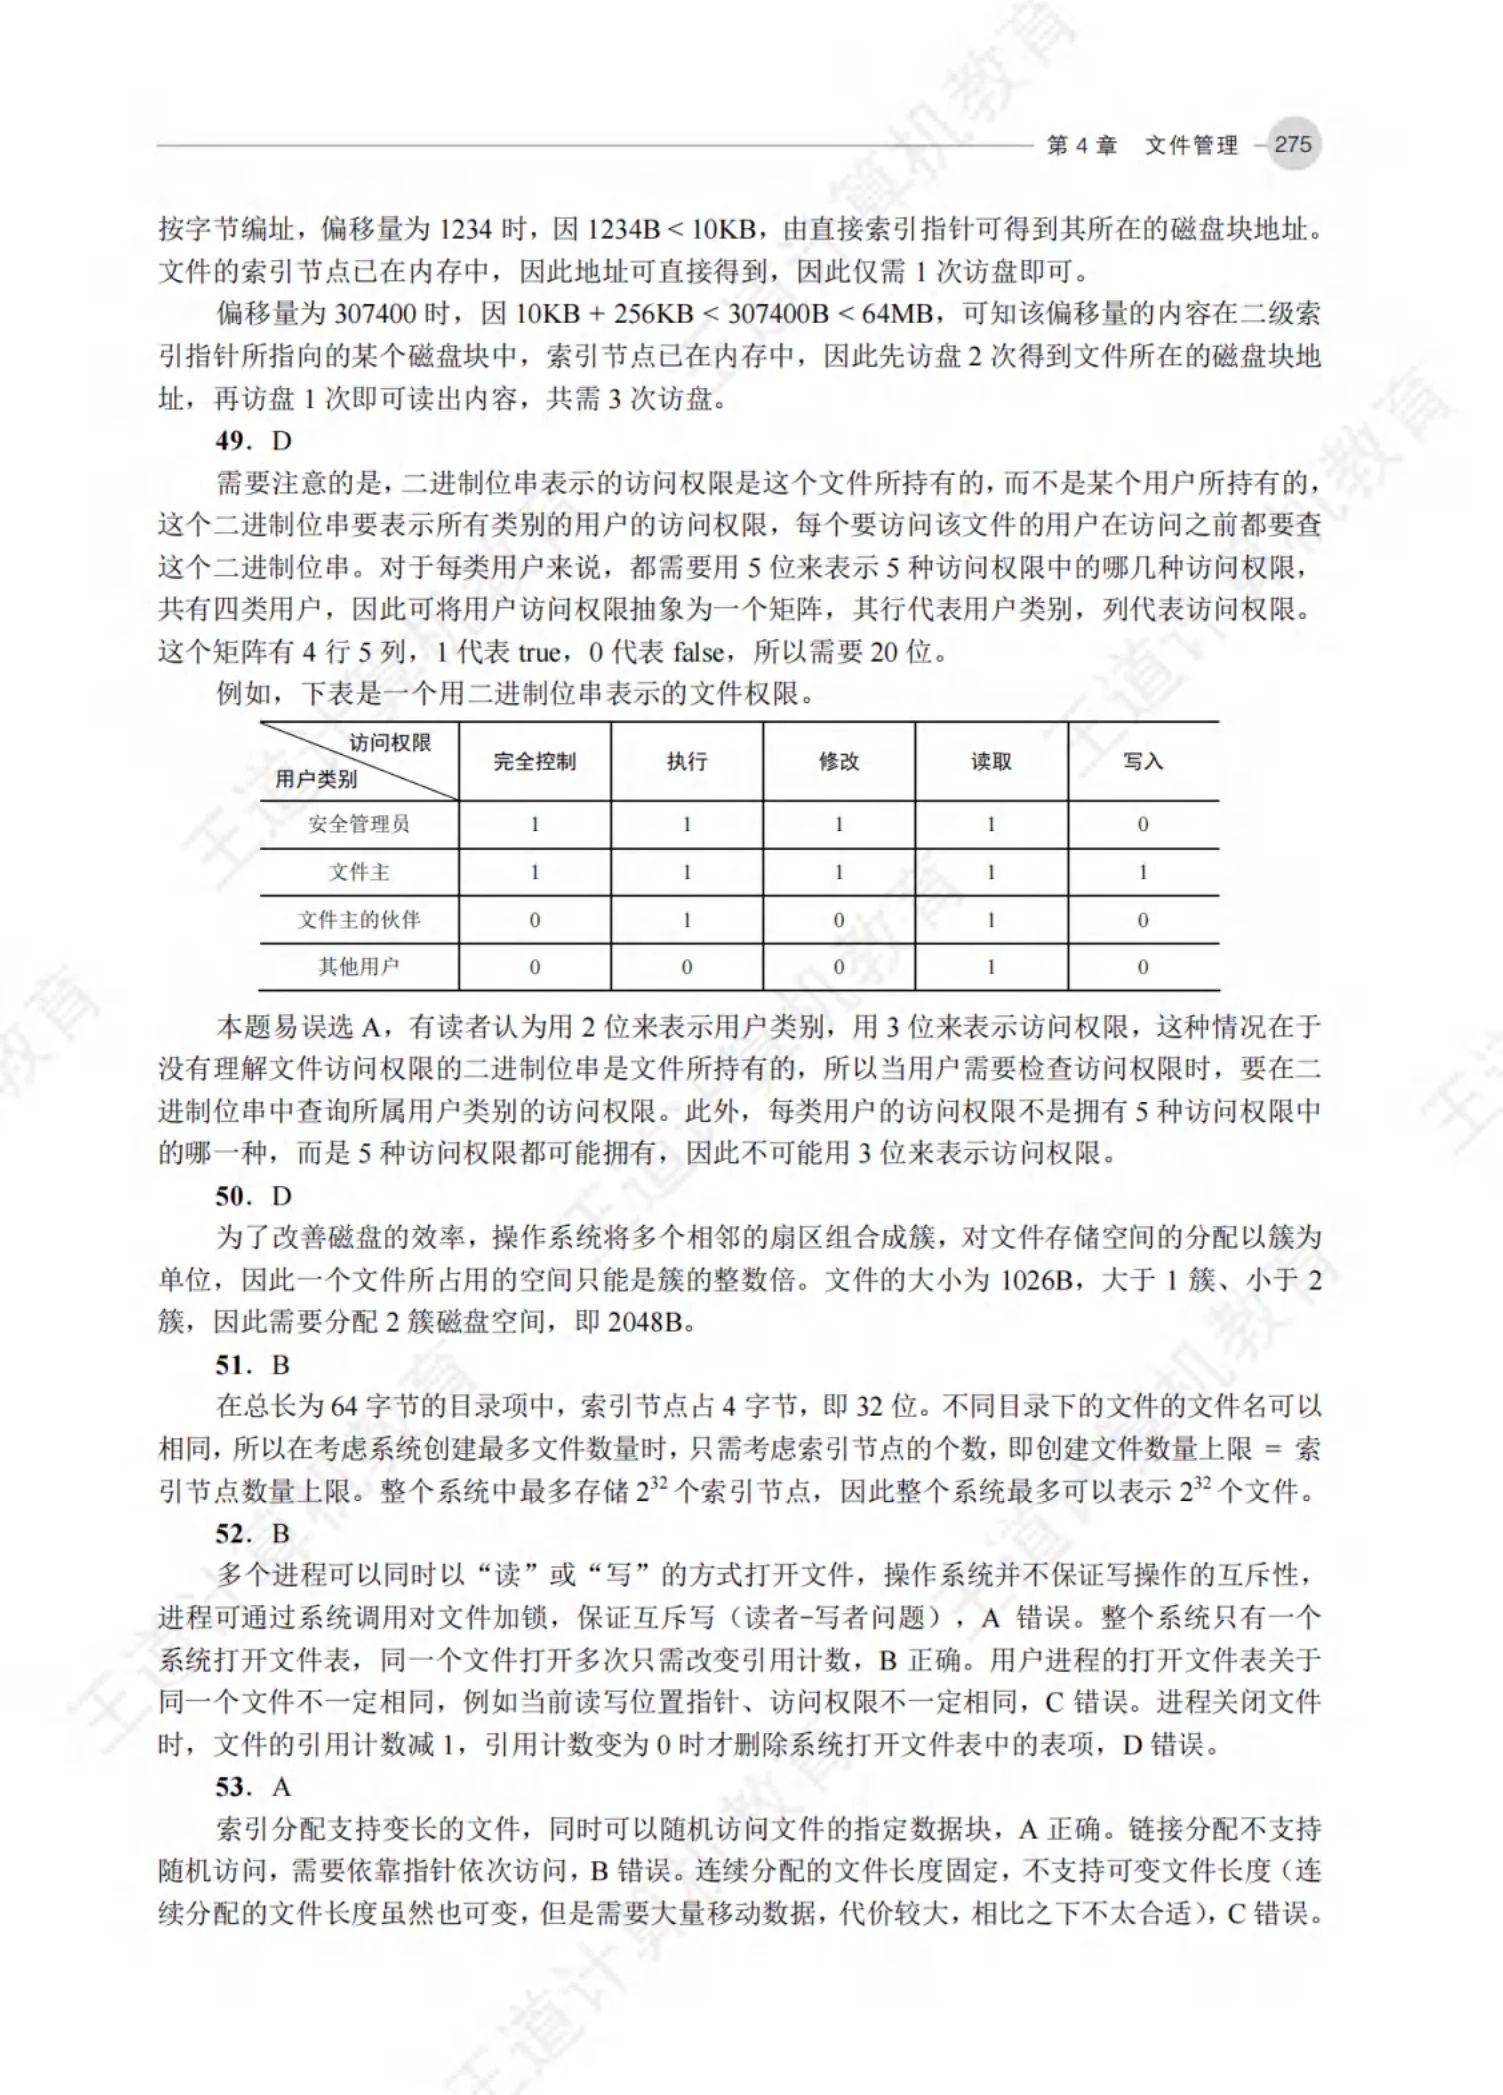 第 4 章 文件管理 275
按字节编址，偏移量为 1234 时，因 1234B < 10KB，由直接索引指针可得到其所在的磁盘块地址。
文件的索引节点已在内存中，因此地址可直接得到，因此仅需 1 次访盘即可。
偏移量为 307400 时，因 10KB + 256KB < 307400B < 64MB，可知该偏移量的内容在二级索
引指针所指向的某个磁盘块中，索引节点已在内存中，因此先访盘 2 次得到文件所在的磁盘块地
址，再访盘 1 次即可读出内容，共需 3 次访盘。
49．D
需要注意的是，二进制位串表示的访问权限是这个文件所持有的，而不是某个用户所持有的，
这个二进制位串要表示所有类别的用户的访问权限，每个要访问该文件的用户在访问之前都要查
这个二进制位串。对于每类用户来说，都需要用 5 位来表示 5 种访问权限中的哪几种访问权限，
共有四类用户，因此可将用户访问权限抽象为一个矩阵，其行代表用户类别，列代表访问权限。
这个矩阵有 4 行 5 列，1 代表 true，0 代表 false，所以需要 20 位。
例如，下表是一个用二进制位串表示的文件权限。
访问权限
用户类别 完全控制 执行 修改 读取 写入
安全管理员 1 1 1 1 0
文件主 1 1 1 1 1
文件主的伙伴 0 1 0 1 0
其他用户 0 0 0 1 0
本题易误选 A，有读者认为用 2 位来表示用户类别，用 3 位来表示访问权限，这种情况在于
没有理解文件访问权限的二进制位串是文件所持有的，所以当用户需要检查访问权限时，要在二
进制位串中查询所属用户类别的访问权限。此外，每类用户的访问权限不是拥有 5 种访问权限中
的哪一种，而是 5 种访问权限都可能拥有，因此不可能用 3 位来表示访问权限。
50．D
为了改善磁盘的效率，操作系统将多个相邻的扇区组合成簇，对文件存储空间的分配以簇为
单位，因此一个文件所占用的空间只能是簇的整数倍。文件的大小为 1026B，大于 1 簇、小于 2
簇，因此需要分配 2 簇磁盘空间，即 2048B。
51．B
在总长为 64 字节的目录项中，索引节点占 4 字节，即 32 位。不同目录下的文件的文件名可以
相同，所以在考虑系统创建最多文件数量时，只需考虑索引节点的个数，即创建文件数量上限 = 索
引节点数量上限。整个系统中最多存储 2³² 个索引节点，因此整个系统最多可以表示 2³² 个文件。
52．B
多个进程可以同时以“读”或“写”的方式打开文件，操作系统并不保证写操作的互斥性，
进程可通过系统调用对文件加锁，保证互斥写（读者-写者问题），A 错误。整个系统只有一个
系统打开文件表，同一个文件打开多次只需改变引用计数，B 正确。用户进程的打开文件表关于
同一个文件不一定相同，例如当前读写位置指针、访问权限不一定相同，C 错误。进程关闭文件
时，文件的引用计数减 1，引用计数变为 0 时才删除系统打开文件表中的表项，D 错误。
53．A
索引分配支持变长的文件，同时可以随机访问文件的指定数据块，A 正确。链接分配不支持
随机访问，需要依靠指针依次访问，B 错误。连续分配的文件长度固定，不支持可变文件长度（连
续分配的文件长度虽然也可变，但是需要大量移动数据，代价较大，相比之下不太合适），C 错误。
王道计算机教育
王道计算机教育
王道计算机教育
王道计算机教育
王道计算机教育
王道计算机教育
王道计算机教育
教育
王道